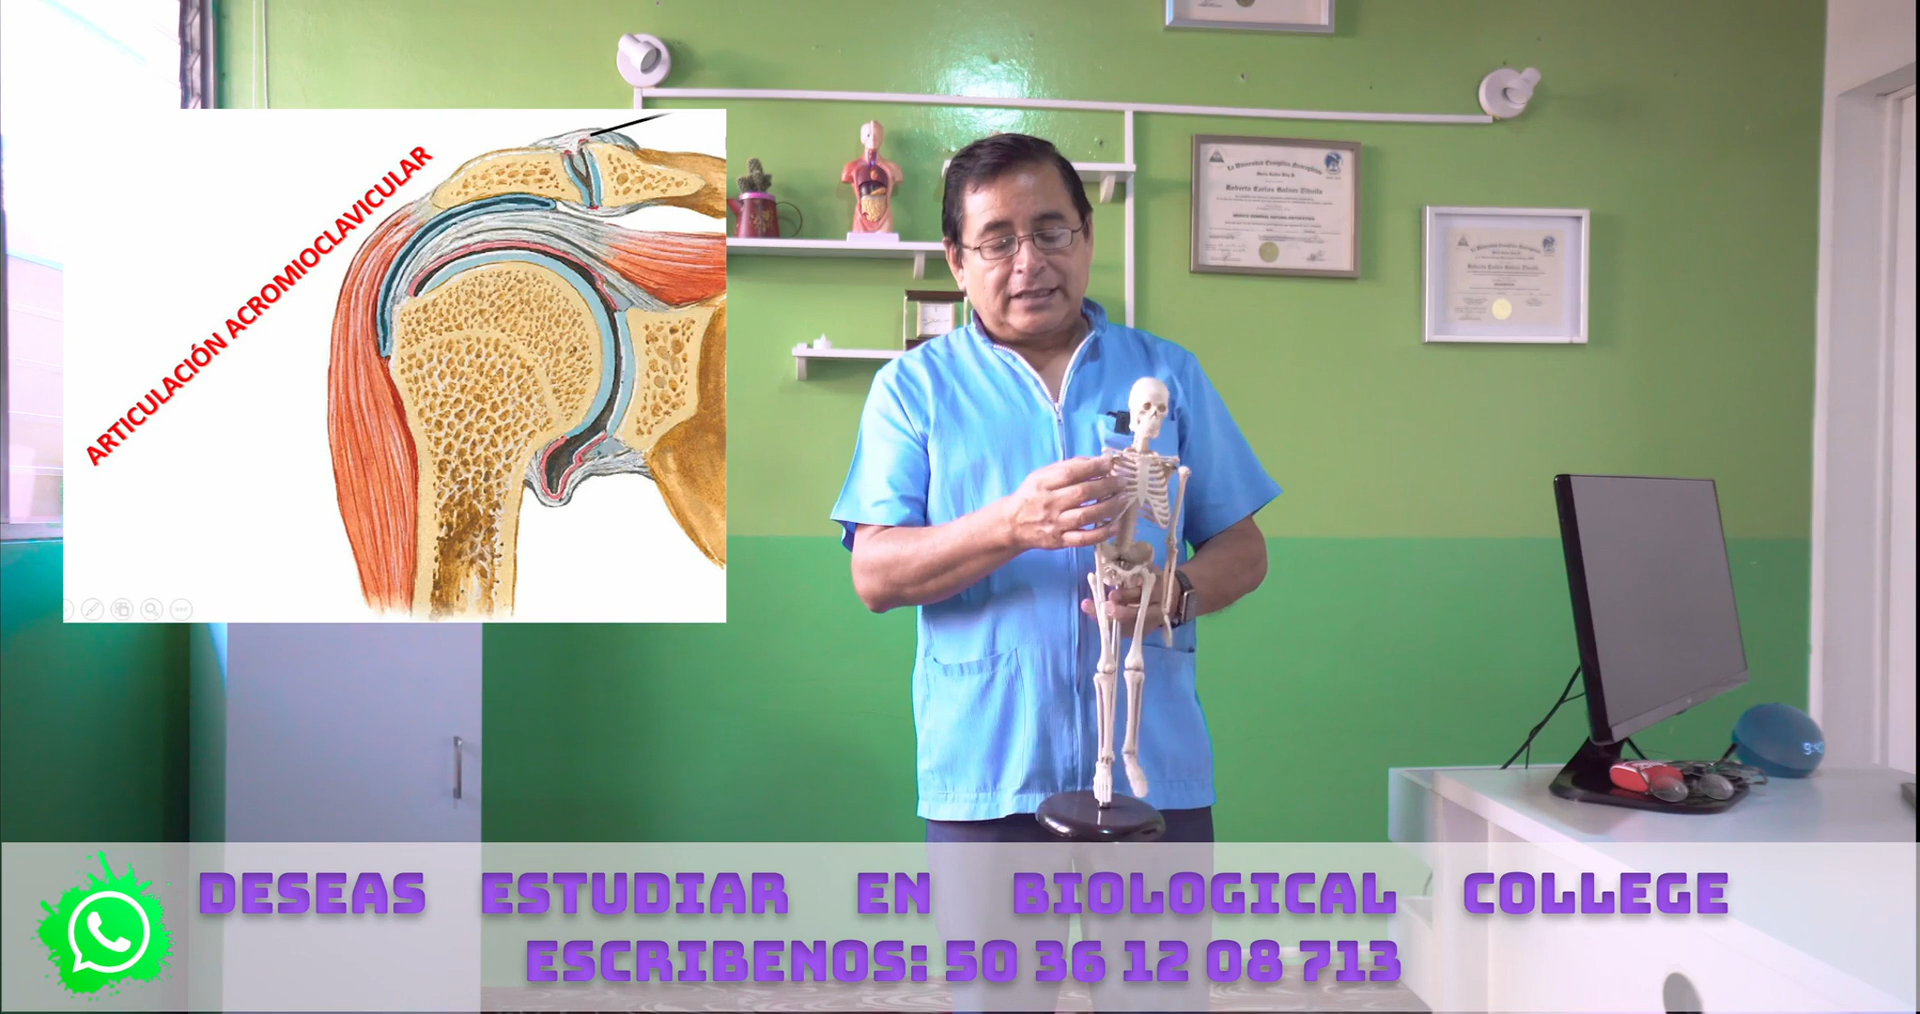 ARTICULACIÓN ACROMIOCLAVICULAR
DESEAS ESTUDIAR EN BIOLOGICAL COLLEGE
ESCRIBENOS: 50 36 12 08 713